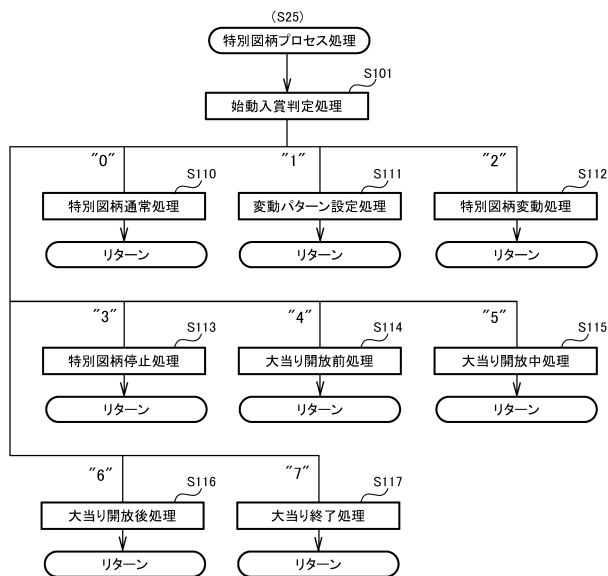 (S25)
特別図柄プロセス処理
S101
始動入賞判定処理
"0"
"1"
"2"
S110
S111
S112
特別図柄通常処理
変動パターン設定処理
特別図柄変動処理
リターン
リターン
リターン
"3"
"4"
"5"
S113
S114
S115
特別図柄停止処理
大当り開放前処理
大当り開放中処理
リターン
リターン
リターン
"6"
"7"
S116
S117
大当り開放後処理
大当り終了処理
リターン
リターン